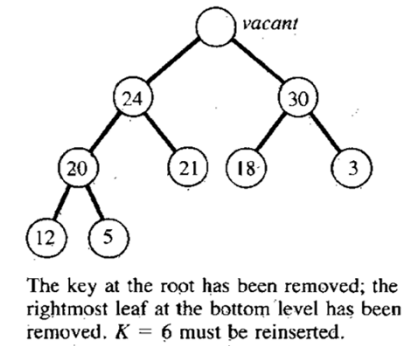 vacant
24 30
20 21 18 3
12 5
The key at the root has been removed; the
rightmost leaf at the bottom level has been
removed. K = 6 must be reinserted.